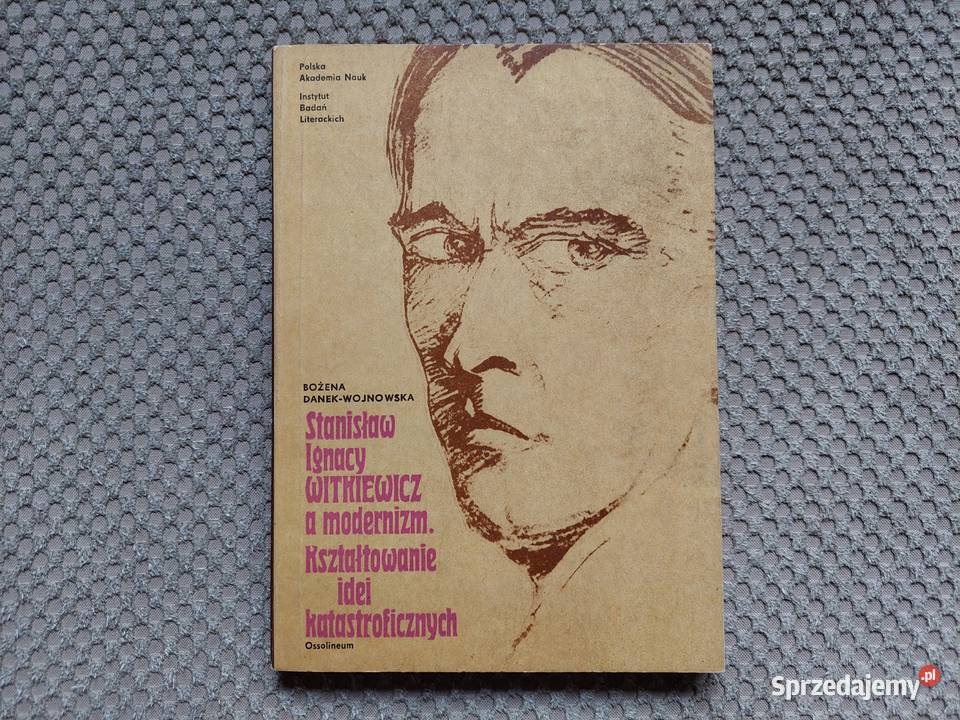 Polska
Akademia Nauk
Instytut
Badań
Literackich
BOŻENA
DANEK-WOJNOWSKA
Stanisław
Ignacy
WITKIEWICZ
a modernizm.
Kształtowanie
idei
katastroficznych
Ossolineum
Sprzedajemy.pl